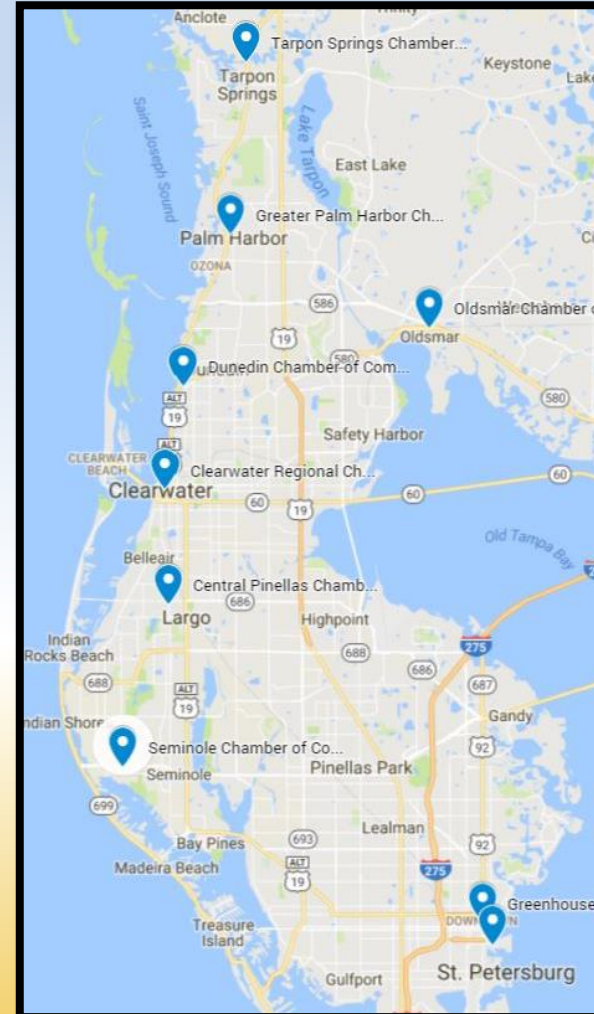 Anclote
Tarpon Springs Chamber...
Tarpon
Springs
Keystone
Lake
Saint Joseph Sound
Lake Tarpon
East Lake
Greater Palm Harbor Ch...
Palm Harbor
OZONA
586
Oldsmar Chamber
Oldsmar
19
580
Dunedin Chamber of Com...
ALT
19
580
Safety Harbor
ALT
CLEARWATER
BEACH
Clearwater Regional Ch...
60
Clearwater
60
60
19
Old Tampa Bay
Belleair
Central Pinellas Chamb...
686
Largo
Highpoint
Indian
Rocks Beach
275
688
686
688
687
ALT
19
Gandy
ndian Shore
Seminole Chamber of Co...
92
Seminole
Pinellas Park
699
Lealman
693
92
Bay Pines
ALT
19
Madeira Beach
275
Greenhouse
Treasure
Island
St. Petersburg
Gulfport